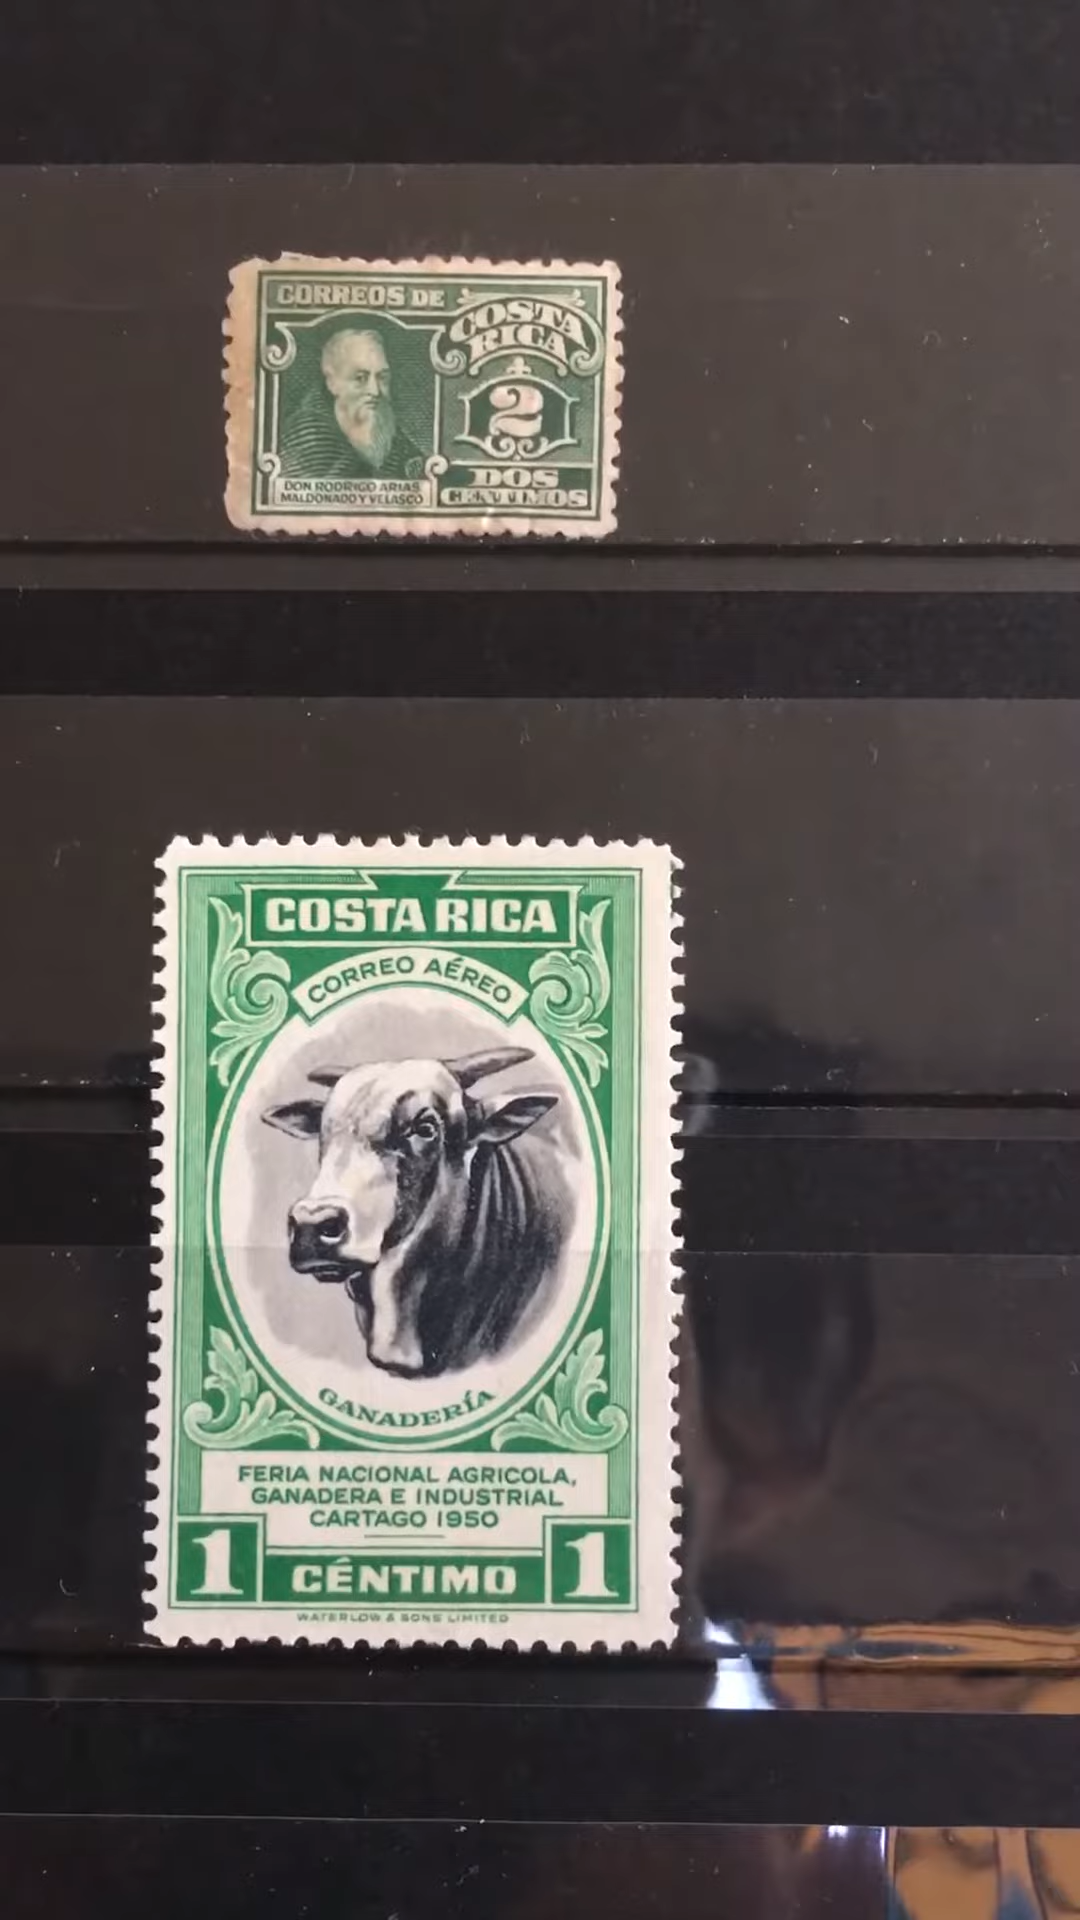 CORREOS DE
COSTA
RICA
2
DOS
CENTIMOS
DON RODRIGO ARIAS
MALDONADO Y VELASCO
COSTA RICA
CORREO AÉREO
GANADERÍA
FERIA NACIONAL AGRICOLA,
GANADERA E INDUSTRIAL
CARTAGO 1950
1 CÉNTIMO 1
WATERLOW & SONS LIMITED